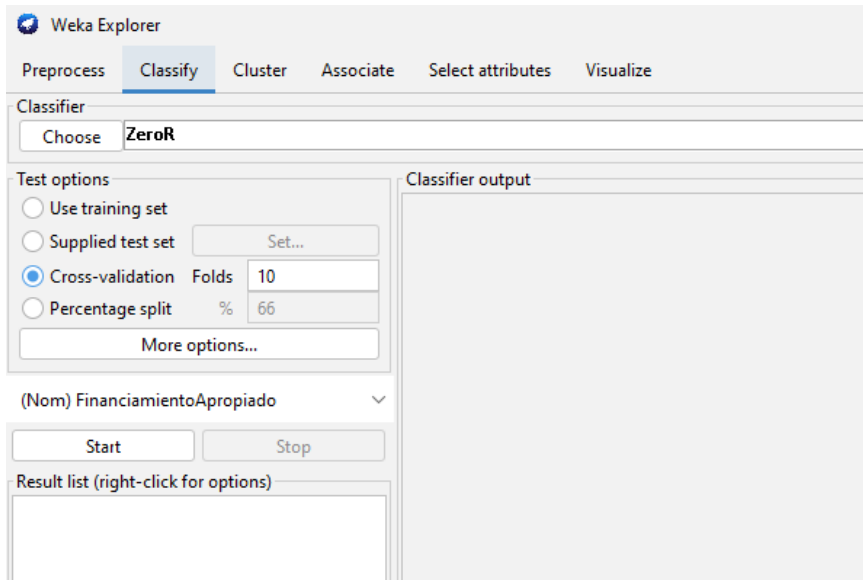 Weka Explorer
Preprocess Classify Cluster Associate Select attributes Visualize
Classifier
Choose ZeroR
Test options
Use training set
Supplied test set Set...
Cross-validation Folds 10
Percentage split % 66
More options...
(Nom) FinanciamientoApropiado
Start Stop
Result list (right-click for options)
Classifier output